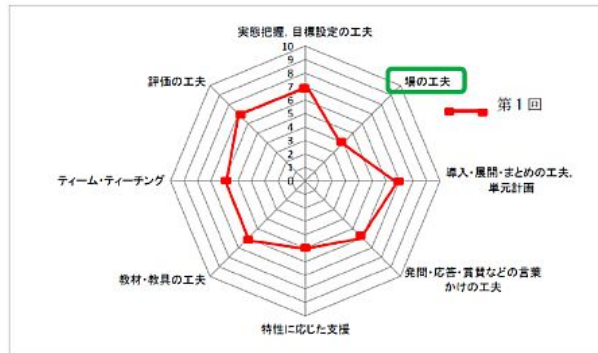 実態把握，目標設定の工夫
10
9
8
7
6
5
4
3
2
1
0
場の工夫
第１回
導入・展開・まとめの工夫，
単元計画
発問・応答・賞賛などの言葉
かけの工夫
特性に応じた支援
教材・教具の工夫
ティーム・ティーチング
評価の工夫